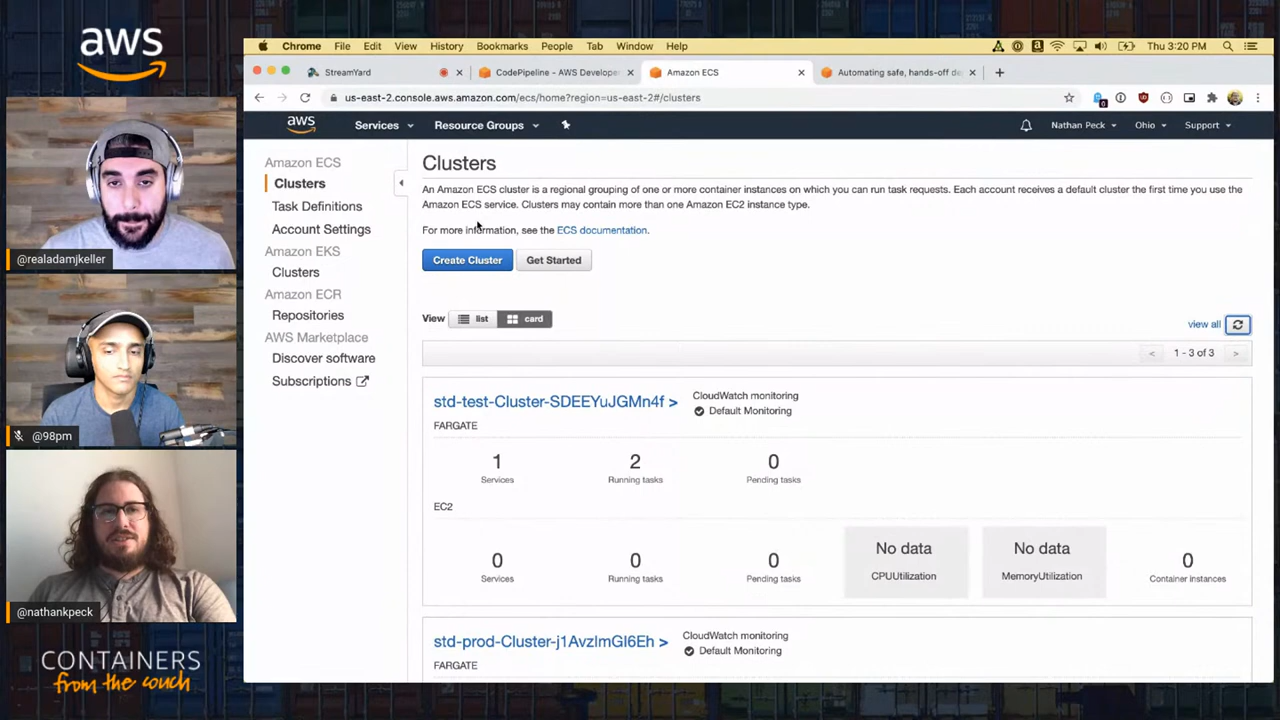 aws
@realadamjkeller
@98pm
@nathanpeck
CONTAINERS
from the couch
Chrome File Edit View History Bookmarks People Tab Window Help
Thu 3:20 PM
StreamYard
CodePipeline - AWS Develope
Amazon ECS
Automating safe, hands-off de
us-east-2.console.aws.amazon.com/ecs/home?region=us-east-2#/clusters
aws Services Resource Groups Nathan Peck Ohio Support
Amazon ECS
Clusters
Task Definitions
Account Settings
Amazon EKS
Clusters
Amazon ECR
Repositories
AWS Marketplace
Discover software
Subscriptions
Clusters
An Amazon ECS cluster is a regional grouping of one or more container instances on which you can run task requests. Each account receives a default cluster the first time you use the
Amazon ECS service. Clusters may contain more than one Amazon EC2 instance type.
For more information, see the ECS documentation.
Create Cluster Get Started
View list card
view all
< 1 - 3 of 3 >
std-test-Cluster-SDEEYuJGMn4f >
CloudWatch monitoring
Default Monitoring
FARGATE
1 2 0
Services Running tasks Pending tasks
EC2
0 0 0 No data No data 0
Services Running tasks Pending tasks CPUUtilization MemoryUtilization Container instances
std-prod-Cluster-j1AvzImGI6Eh >
CloudWatch monitoring
Default Monitoring
FARGATE